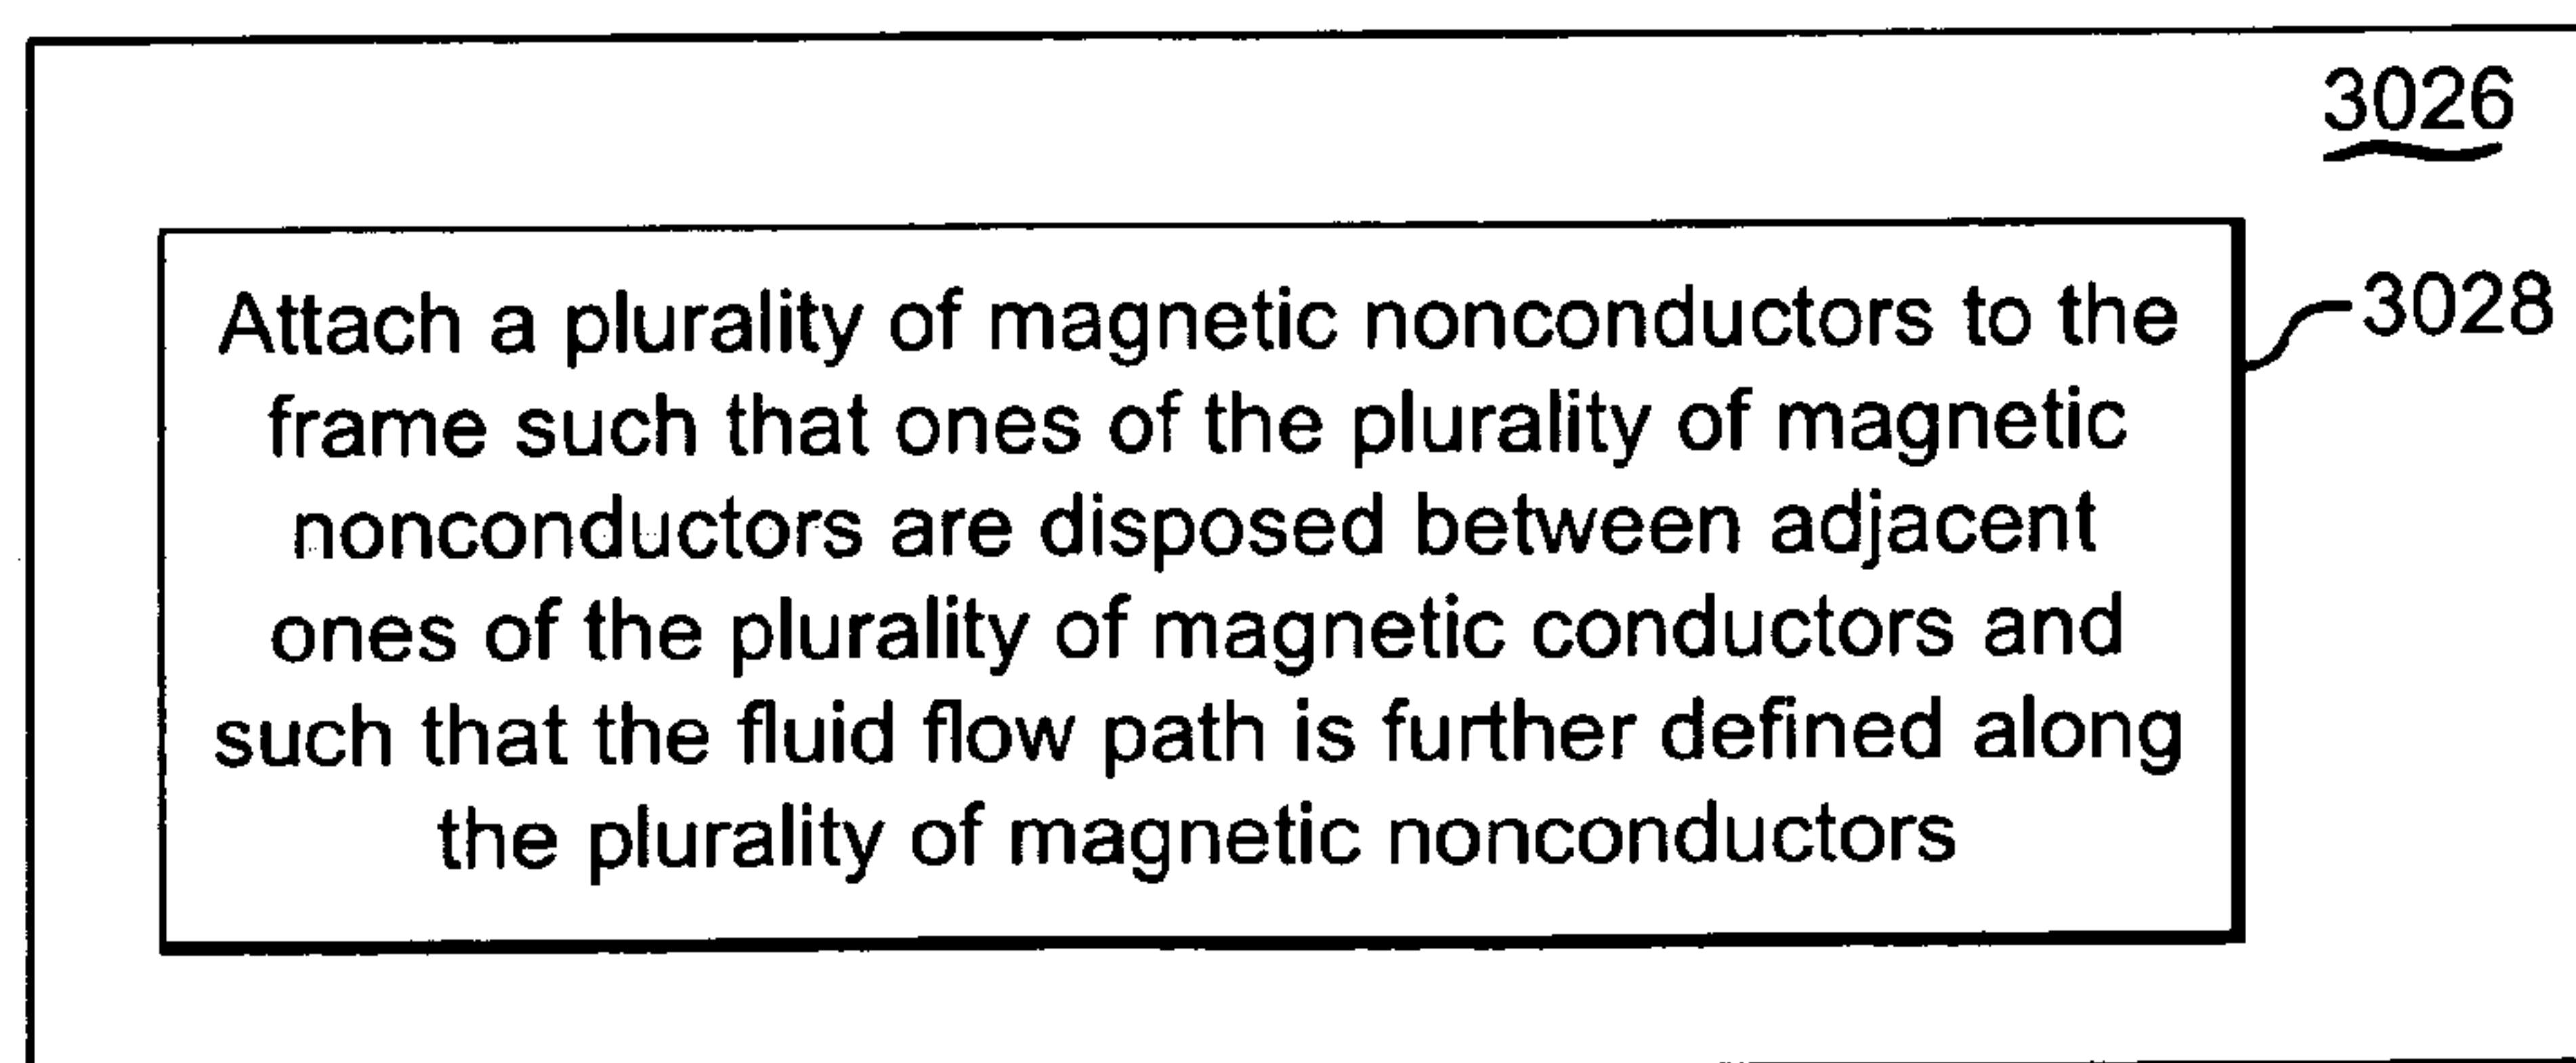 3026
Attach a plurality of magnetic nonconductors to the
frame such that ones of the plurality of magnetic
nonconductors are disposed between adjacent
ones of the plurality of magnetic conductors and
such that the fluid flow path is further defined along
the plurality of magnetic nonconductors
3028